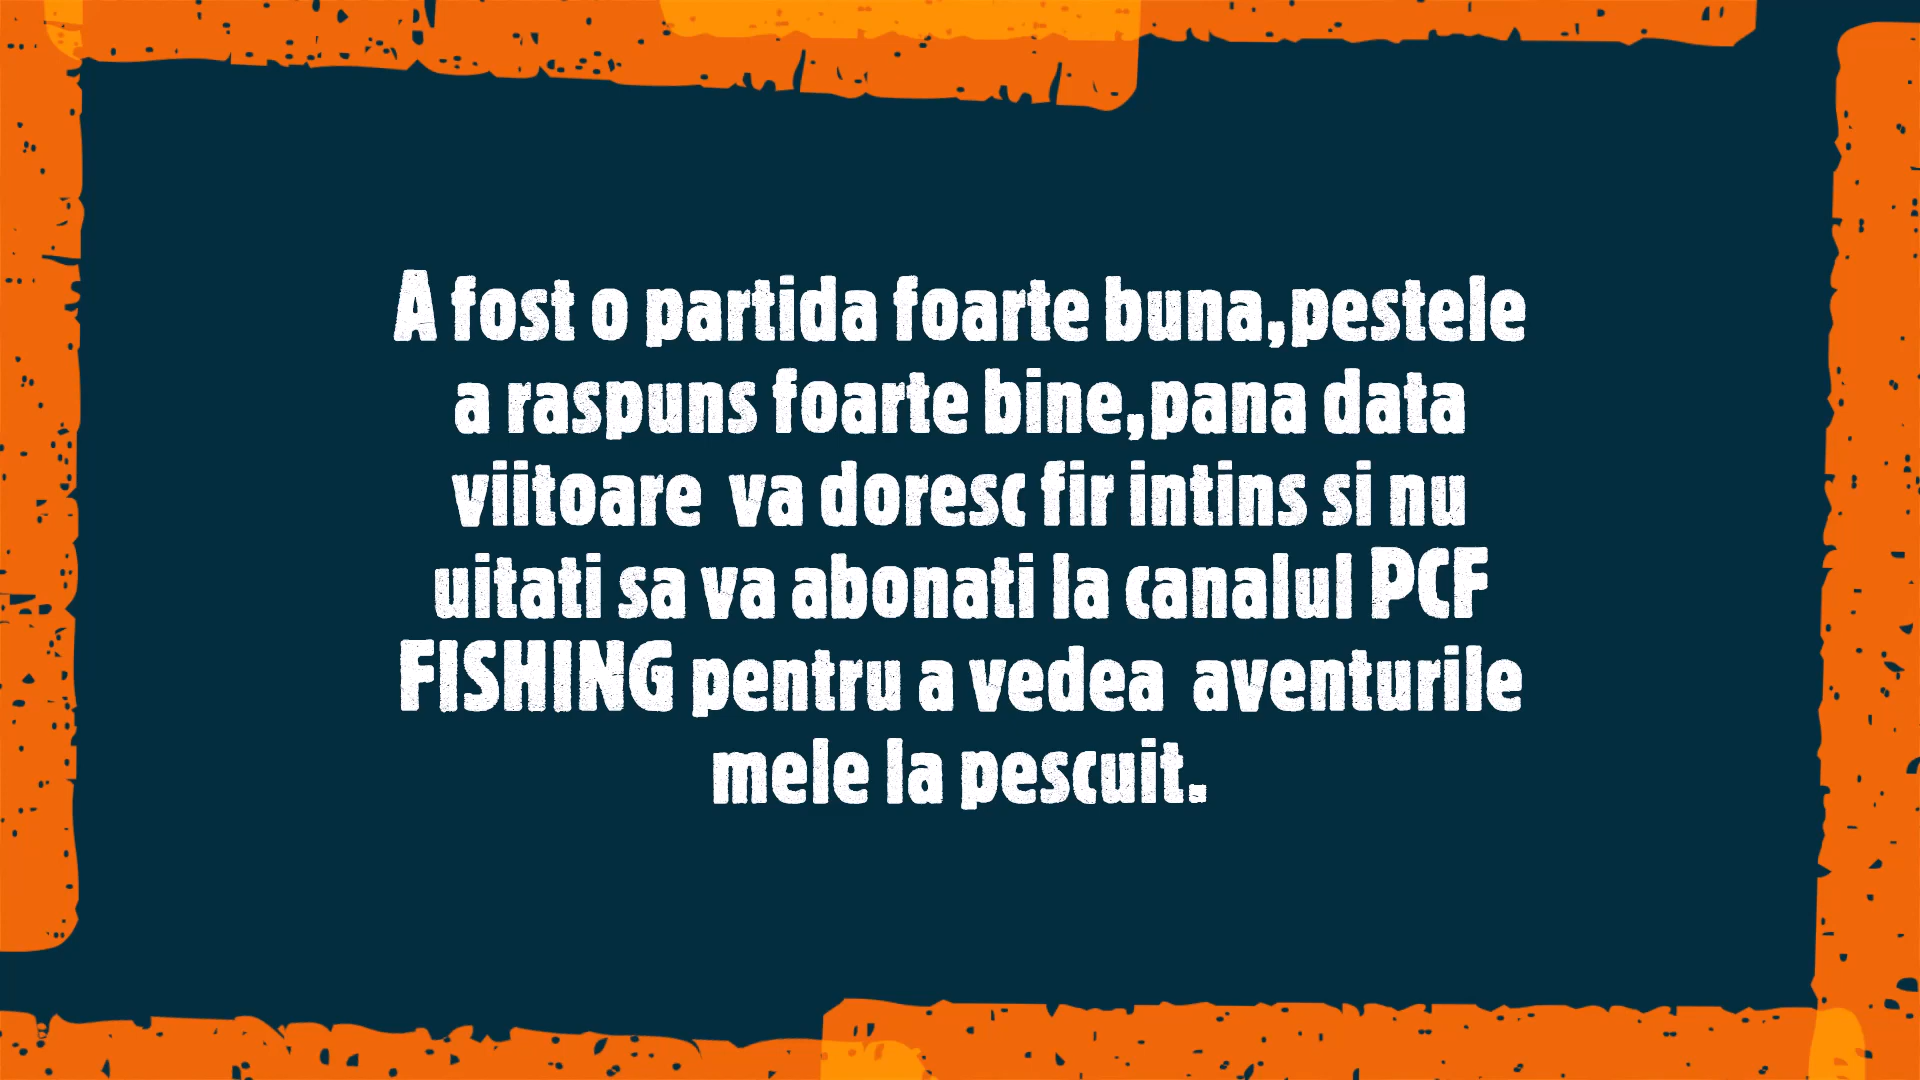 A fost o partida foarte buna,pestele
a raspuns foarte bine,pana data
viitoare  va doresc fir intins si nu
uitati sa va abonati la canalul PCF
FISHING pentru a vedea  aventurile
mele la pescuit.